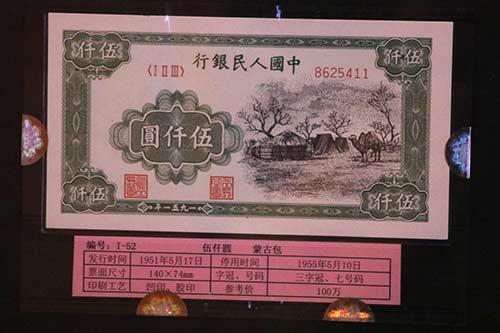 伍仟 伍仟
中國人民銀行
〈I II III〉 8625411
伍仟圓
伍仟 伍仟
一九五一年
编号：I-52 伍仟圆 蒙古包
发行时间 1951年5月17日 停用时间 1955年5月10日
票面尺寸 140×74mm 字冠、号码 三字冠、七号码
印刷工艺 凹印、胶印 参考价 100万